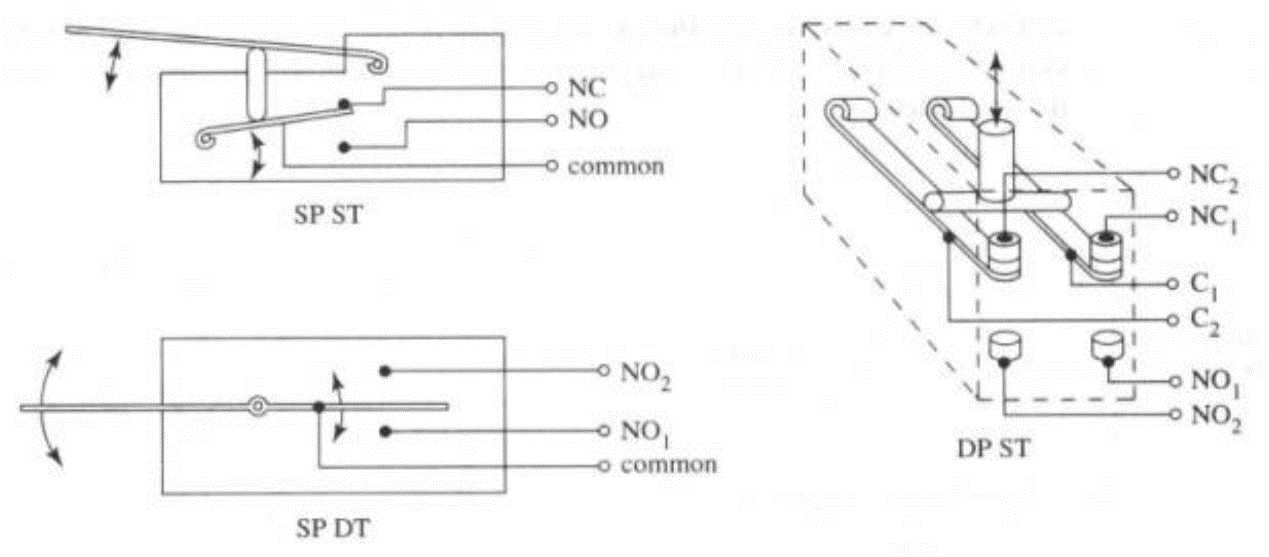 NC
NO
common
SP ST
NO₂
NO₁
common
SP DT
NC₂
NC₁
C₁
C₂
NO₁
NO₂
DP ST